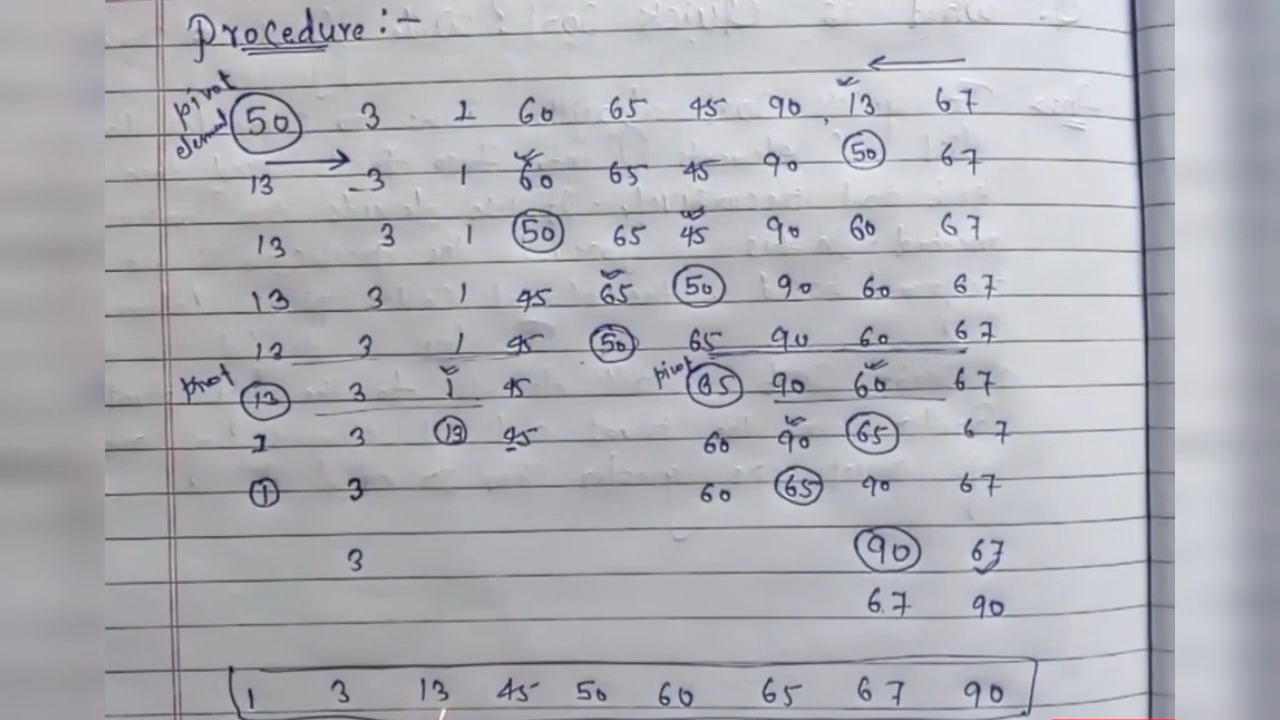 Procedure :-
pivot element 50 3 1 60 65 45 90 13 67
13 3 1 60 65 45 90 50 67
13 3 1 50 65 45 90 60 67
13 3 1 45 65 50 90 60 67
13 3 1 45 50 65 90 60 67
pivot 13 3 1 45 pivot 65 90 60 67
1 3 13 45 60 90 65 67
1 3 60 65 90 67
3 90 67
67 90
1 3 13 45 50 60 65 67 90